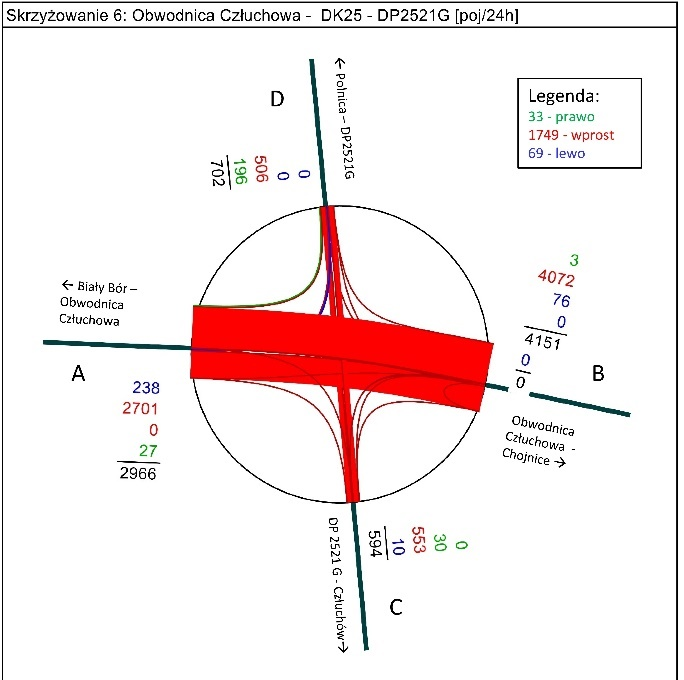 Skrzyżowanie 6: Obwodnica Człuchowa - DK25 - DP2521G [poj/24h]
D
← Polnica – DP2521G
Legenda:
33 - prawo
1749 - wprost
69 - lewo
702
196
506
0
0
← Biały Bór –
Obwodnica
Człuchowa
A
238
2701
0
27
2966
3
4072
76
0
4151
0
0
B
Obwodnica
Człuchowa -
Chojnice →
DP 2521 G - Człuchów→
594
10
553
30
0
C